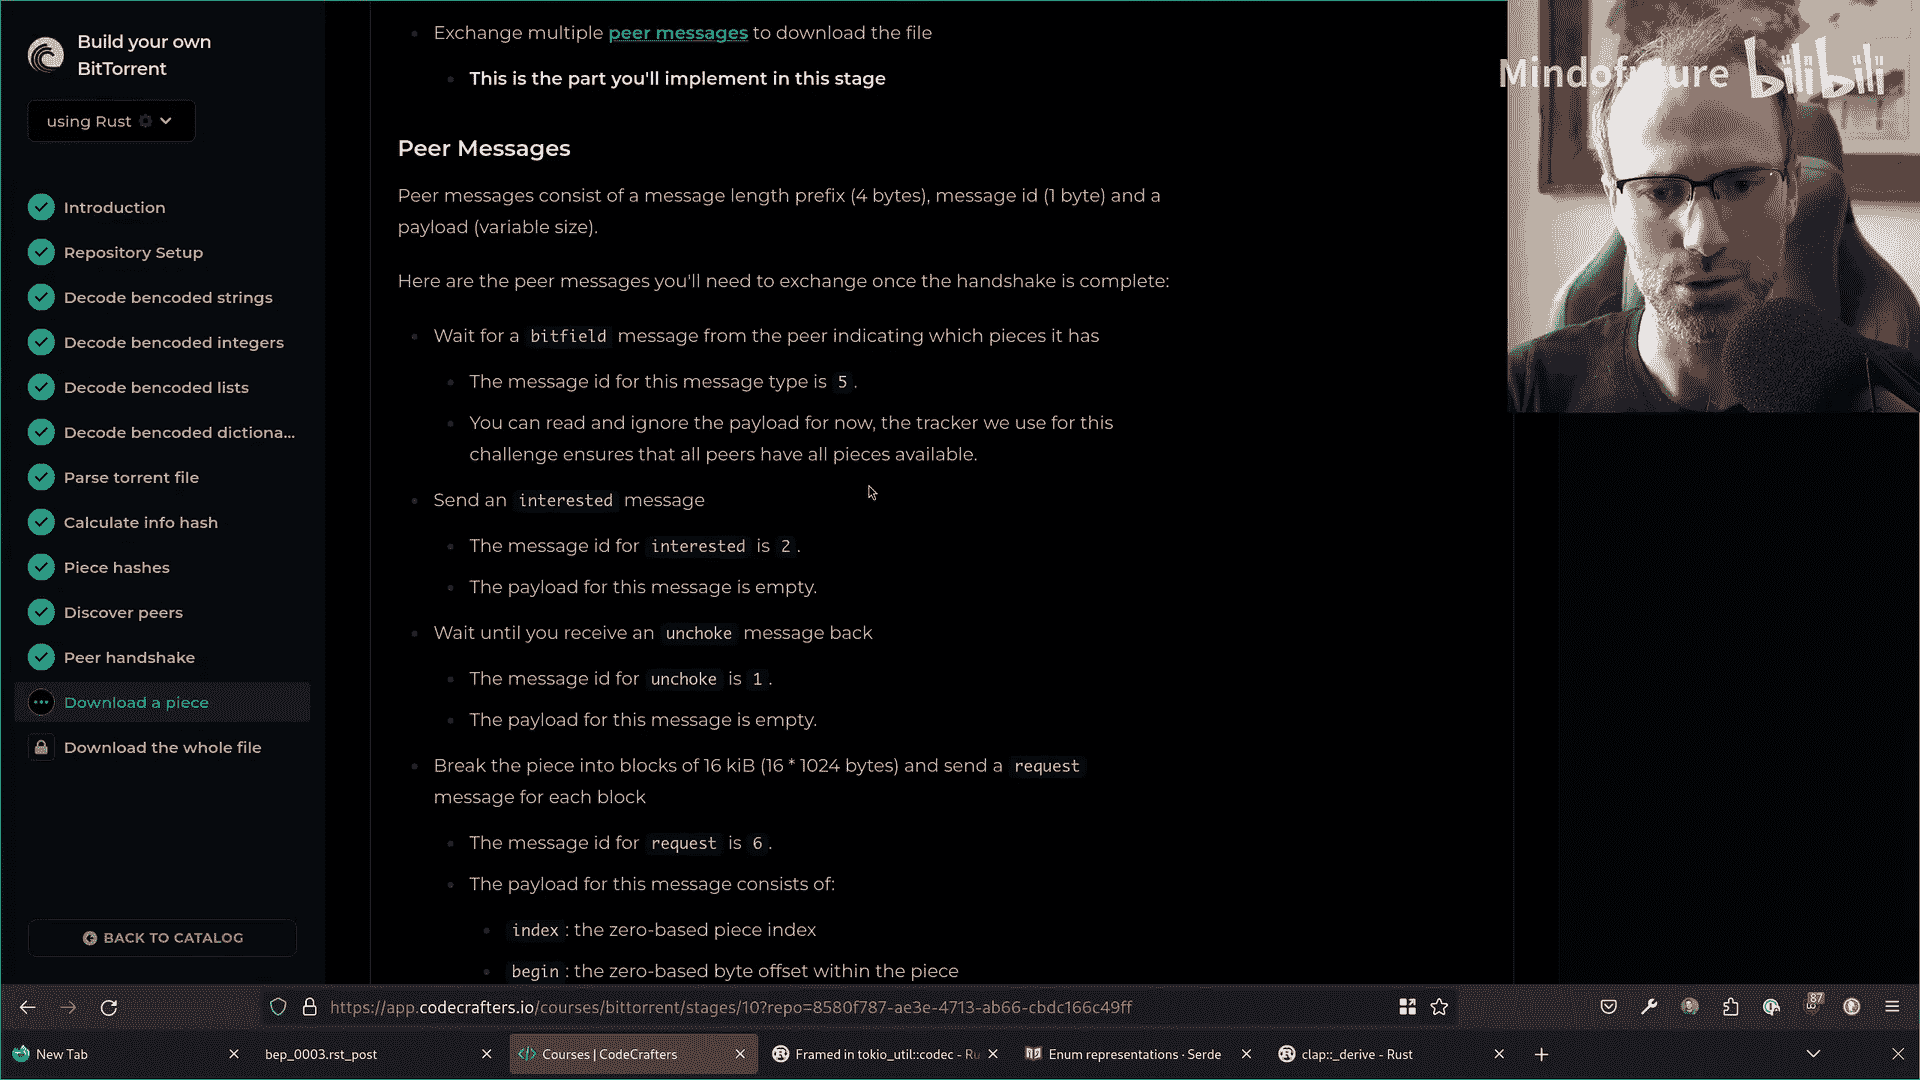 Build your own
BitTorrent
using Rust
Introduction
Repository Setup
Decode bencoded strings
Decode bencoded integers
Decode bencoded lists
Decode bencoded dictiona...
Parse torrent file
Calculate info hash
Piece hashes
Discover peers
Peer handshake
Download a piece
Download the whole file
BACK TO CATALOG
Exchange multiple peer messages to download the file
This is the part you'll implement in this stage
Peer Messages
Peer messages consist of a message length prefix (4 bytes), message id (1 byte) and a
payload (variable size).
Here are the peer messages you'll need to exchange once the handshake is complete:
Wait for a bitfield message from the peer indicating which pieces it has
The message id for this message type is 5.
You can read and ignore the payload for now, the tracker we use for this
challenge ensures that all peers have all pieces available.
Send an interested message
The message id for interested is 2.
The payload for this message is empty.
Wait until you receive an unchoke message back
The message id for unchoke is 1.
The payload for this message is empty.
Break the piece into blocks of 16 kiB (16 * 1024 bytes) and send a request
message for each block
The message id for request is 6.
The payload for this message consists of:
index: the zero-based piece index
begin: the zero-based byte offset within the piece
Mindofuture bilibili
https://app.codecrafters.io/courses/bittorrent/stages/10?repo=8580f787-ae3e-4713-ab66-cbdc166c49ff
87
New Tab
bep_0003.rst_post
Courses | CodeCrafters
Framed in tokio_util::codec - Ru
Enum representations · Serde
clap::_derive - Rust